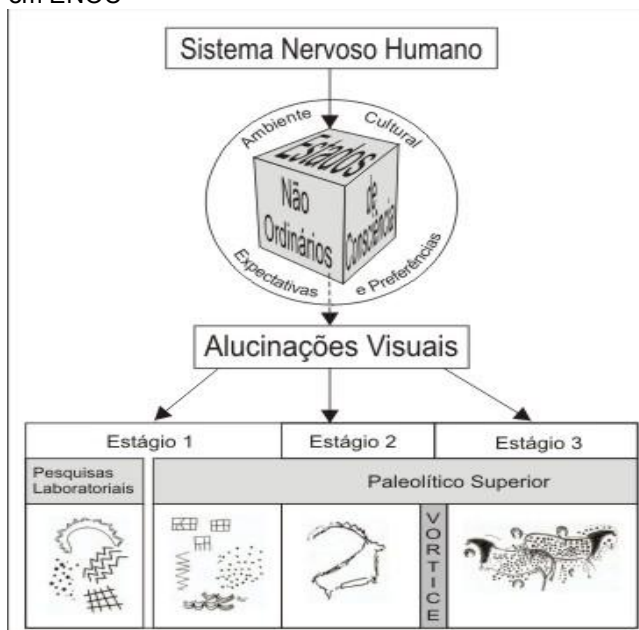 Sistema Nervoso Humano
Ambiente Cultural
Estados
Não
Ordinários
de
Consciência
Expectativas e Preferências
Alucinações Visuais
Estágio 1 Estágio 2 Estágio 3
Pesquisas
Laboratoriais
Paleolítico Superior
VORTICE